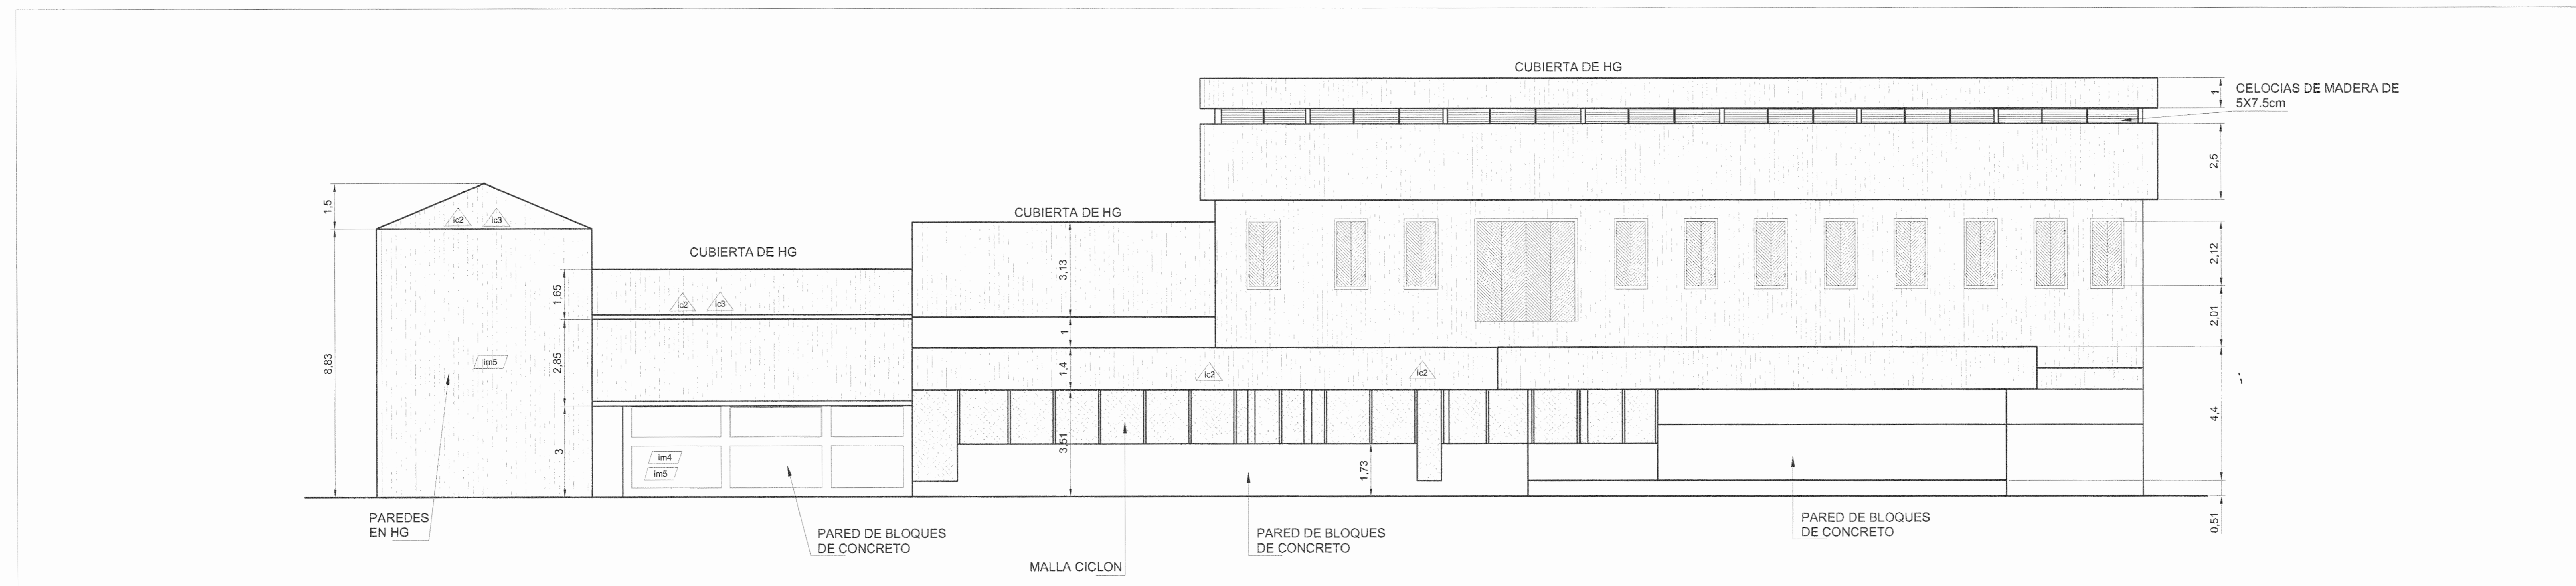 CUBIERTA DE HG
CELOCIAS DE MADERA DE
5X7.5cm
1
2,5
1,5
ic2
ic3
CUBIERTA DE HG
2,12
CUBIERTA DE HG
3,13
1,65
ic2
ic3
2,01
1
8,83
im5
2,85
1,4
ic2
ic2
4,4
3
im4
im5
3,51
1,73
0,51
PAREDES
EN HG
PARED DE BLOQUES
DE CONCRETO
PARED DE BLOQUES
DE CONCRETO
PARED DE BLOQUES
DE CONCRETO
MALLA CICLON